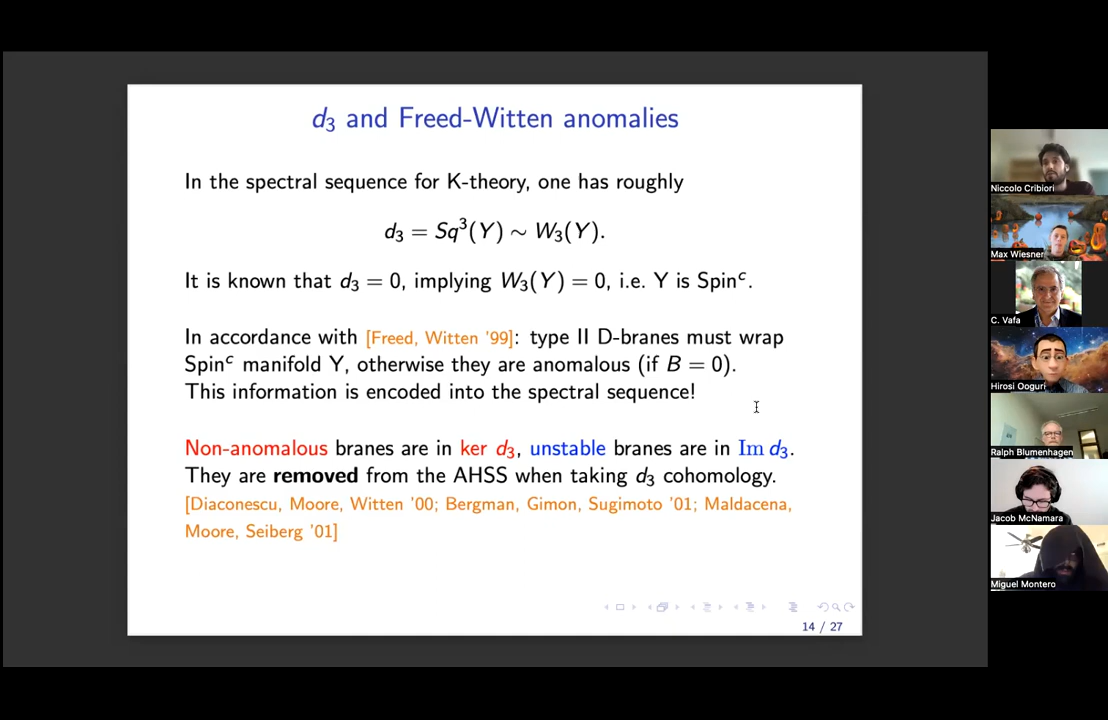 d₃ and Freed-Witten anomalies
In the spectral sequence for K-theory, one has roughly
d₃ = Sq³(Y) ∼ W₃(Y).
It is known that d₃ = 0, implying W₃(Y) = 0, i.e. Y is Spinᶜ.
In accordance with [Freed, Witten '99]: type II D-branes must wrap
Spinᶜ manifold Y, otherwise they are anomalous (if B = 0).
This information is encoded into the spectral sequence!
Non-anomalous branes are in ker d₃, unstable branes are in Im d₃.
They are removed from the AHSS when taking d₃ cohomology.
[Diaconescu, Moore, Witten '00; Bergman, Gimon, Sugimoto '01; Maldacena,
Moore, Seiberg '01]
14 / 27
Niccolo Cribiori
Max Wiesner
C. Vafa
Hirosi Ooguri
Ralph Blumenhagen
Jacob McNamara
Miguel Montero